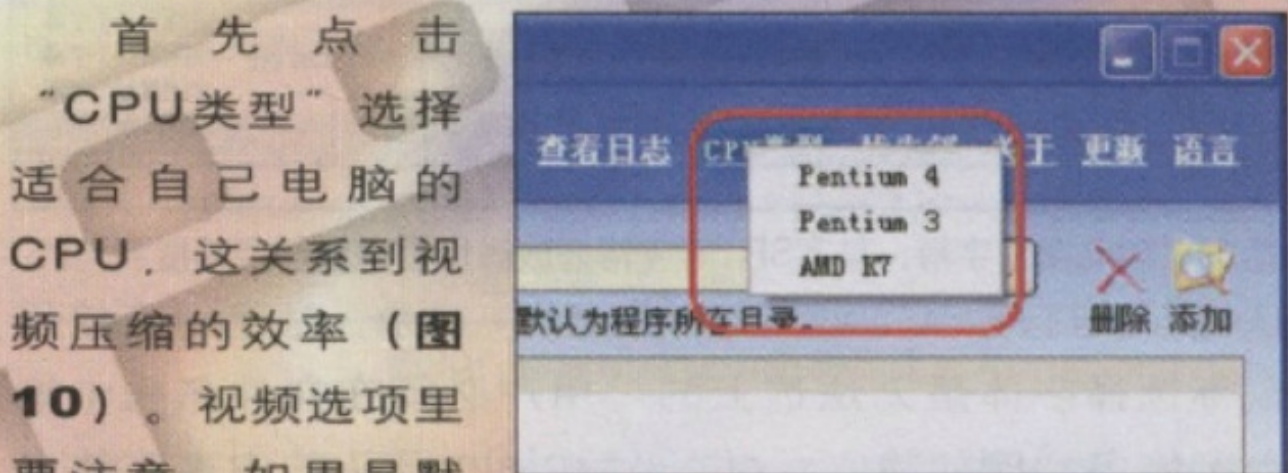 首先点击
“CPU类型”选择
适合自己电脑的
CPU，这关系到视
频压缩的效率（图
10）。视频选项里
查看日志 更新 语言
Pentium 4
Pentium 3
AMD K7
删除 添加
默认为程序所在目录。